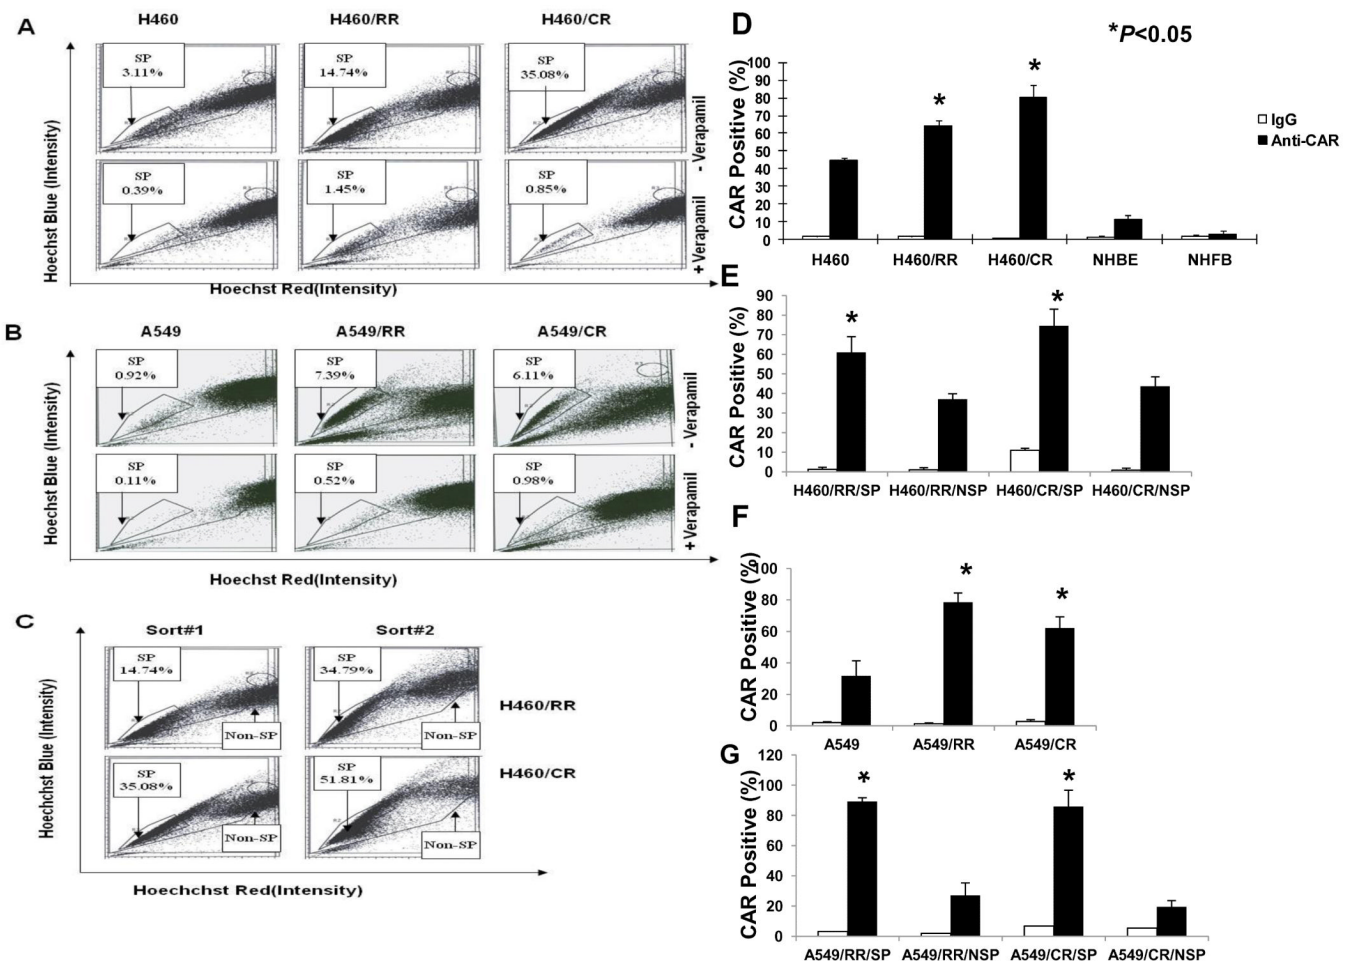 A
H460
H460/RR
H460/CR
SP
3.11%
SP
14.74%
SP
35.08%
- Verapamil
SP
0.39%
SP
1.45%
SP
0.85%
+ Verapamil
Hoechst Blue (Intensity)
Hoechst Red(Intensity)
B
A549
A549/RR
A549/CR
SP
0.92%
SP
7.39%
SP
6.11%
- Verapamil
SP
0.11%
SP
0.52%
SP
0.98%
+ Verapamil
Hoechst Blue (Intensity)
Hoechst Red(Intensity)
C
Sort#1
Sort#2
SP
14.74%
Non-SP
SP
34.79%
Non-SP
H460/RR
SP
35.08%
Non-SP
SP
51.81%
Non-SP
H460/CR
Hoechchst Blue (Intensity)
Hoechchst Red(Intensity)
D
*P<0.05
CAR Positive (%)
100
90
80
70
60
50
40
30
20
10
0
* *
IgG
Anti-CAR
H460 H460/RR H460/CR NHBE NHFB
E
CAR Positive (%)
90
80
70
60
50
40
30
20
10
0
* *
H460/RR/SP H460/RR/NSP H460/CR/SP H460/CR/NSP
F
CAR Positive (%)
100
80
60
40
20
0
* *
A549 A549/RR A549/CR
G
CAR Positive (%)
120
100
80
60
40
20
0
* *
A549/RR/SP A549/RR/NSP A549/CR/SP A549/CR/NSP